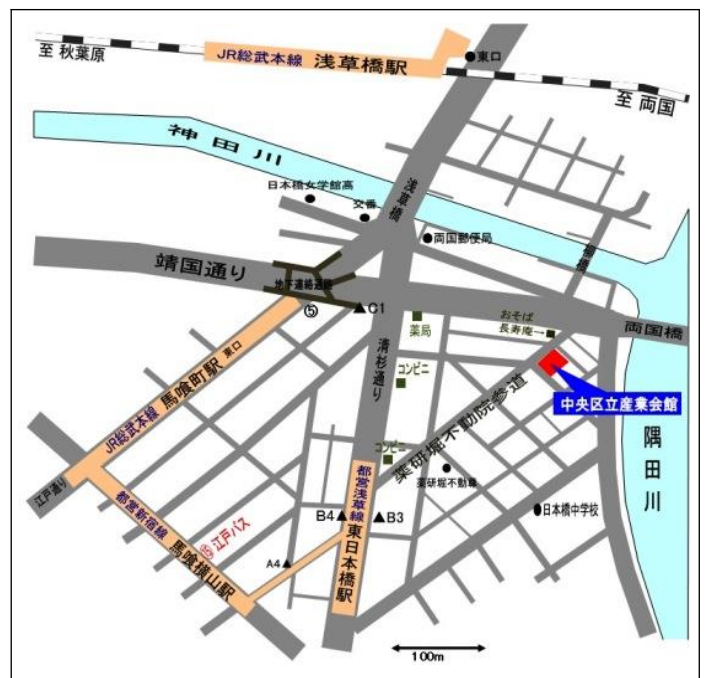 至 秋葉原
JR総武本線 浅草橋駅
東口
至 両国
神田川
日本橋女学館高
交番
浅草橋
両国郵便局
柳橋
靖国通り
地下連絡通路
⑤
C1
薬局
おそば
長寿庵→
両国橋
清杉通り
コンビニ
中央区立産業会館
隅田川
JR総武本線 馬喰町駅 東口
薬研堀不動院参道
コンビニ
薬研堀不動尊
江戸通り
都営新宿線 馬喰横山駅
⑮ 江戸バス
都営浅草線 東日本橋駅
B4
B3
日本橋中学校
A4
100m